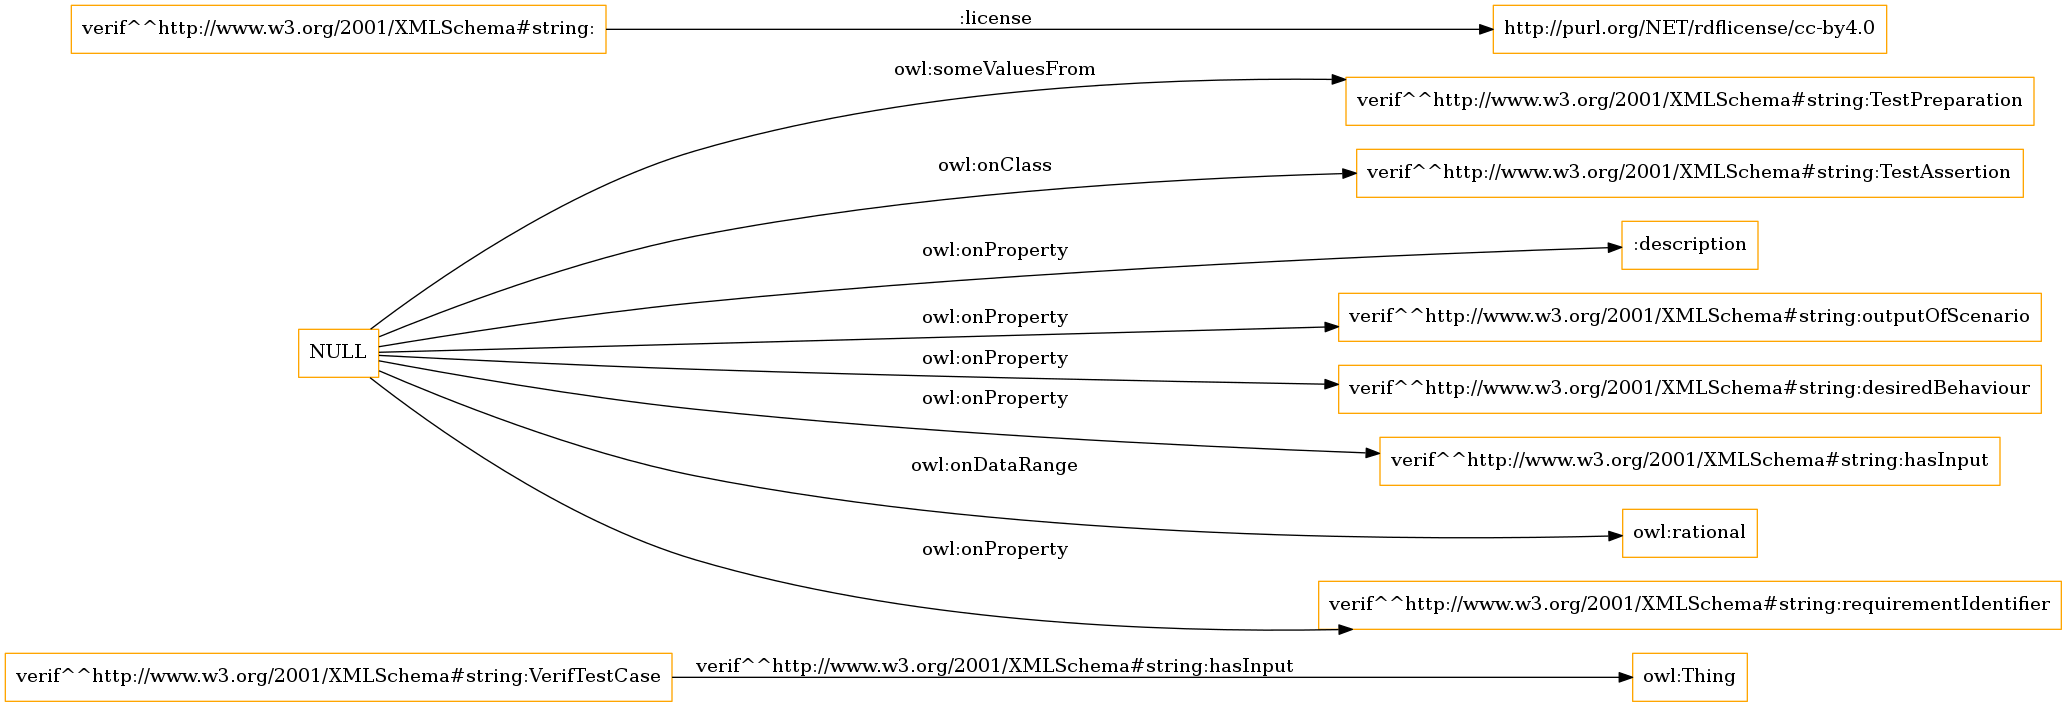 verif^^http://www.w3.org/2001/XMLSchema#string:
:license
http://purl.org/NET/rdflicense/cc-by4.0
owl:someValuesFrom
verif^^http://www.w3.org/2001/XMLSchema#string:TestPreparation
owl:onClass
verif^^http://www.w3.org/2001/XMLSchema#string:TestAssertion
owl:onProperty
:description
owl:onProperty
verif^^http://www.w3.org/2001/XMLSchema#string:outputOfScenario
NULL
owl:onProperty
verif^^http://www.w3.org/2001/XMLSchema#string:desiredBehaviour
owl:onProperty
verif^^http://www.w3.org/2001/XMLSchema#string:hasInput
owl:onDataRange
owl:rational
owl:onProperty
verif^^http://www.w3.org/2001/XMLSchema#string:requirementIdentifier
verif^^http://www.w3.org/2001/XMLSchema#string:VerifTestCase
verif^^http://www.w3.org/2001/XMLSchema#string:hasInput
owl:Thing